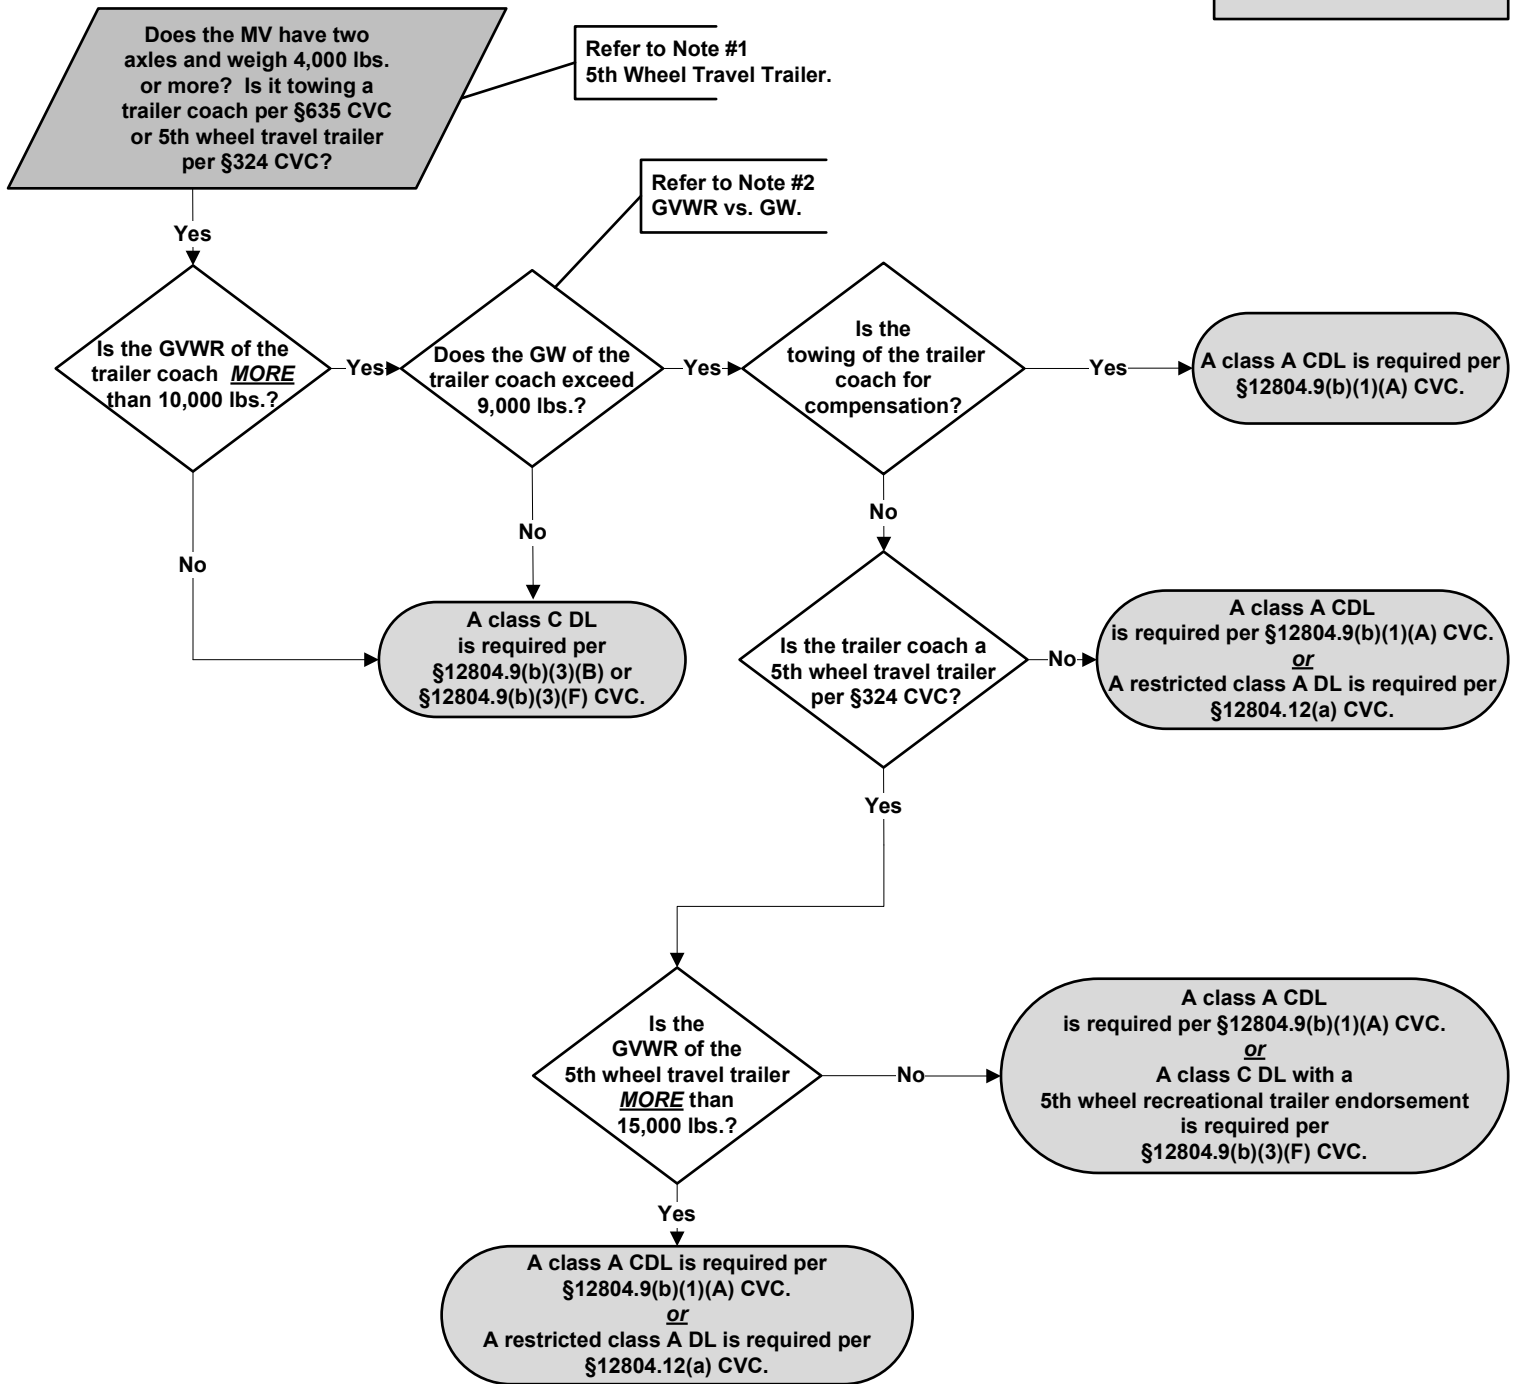 Does the MV have two
axles and weigh 4,000 lbs.
or more?  Is it towing a
trailer coach per §635 CVC
or 5th wheel travel trailer
per §324 CVC?
Refer to Note #1
5th Wheel Travel Trailer.
Refer to Note #2
GVWR vs. GW.
Yes
Is the GVWR of the
trailer coach MORE
than 10,000 lbs.?
Yes
Does the GW of the
trailer coach exceed
9,000 lbs.?
Yes
Is the
towing of the trailer
coach for
compensation?
Yes
A class A CDL is required per
§12804.9(b)(1)(A) CVC.
No
No
No
A class C DL
is required per
§12804.9(b)(3)(B) or
§12804.9(b)(3)(F) CVC.
Is the trailer coach a
5th wheel travel trailer
per §324 CVC?
No
A class A CDL
is required per §12804.9(b)(1)(A) CVC.
or
A restricted class A DL is required per
§12804.12(a) CVC.
Yes
Is the
GVWR of the
5th wheel travel trailer
MORE than
15,000 lbs.?
No
A class A CDL
is required per §12804.9(b)(1)(A) CVC.
or
A class C DL with a
5th wheel recreational trailer endorsement
is required per
§12804.9(b)(3)(F) CVC.
Yes
A class A CDL is required per
§12804.9(b)(1)(A) CVC.
or
A restricted class A DL is required per
§12804.12(a) CVC.